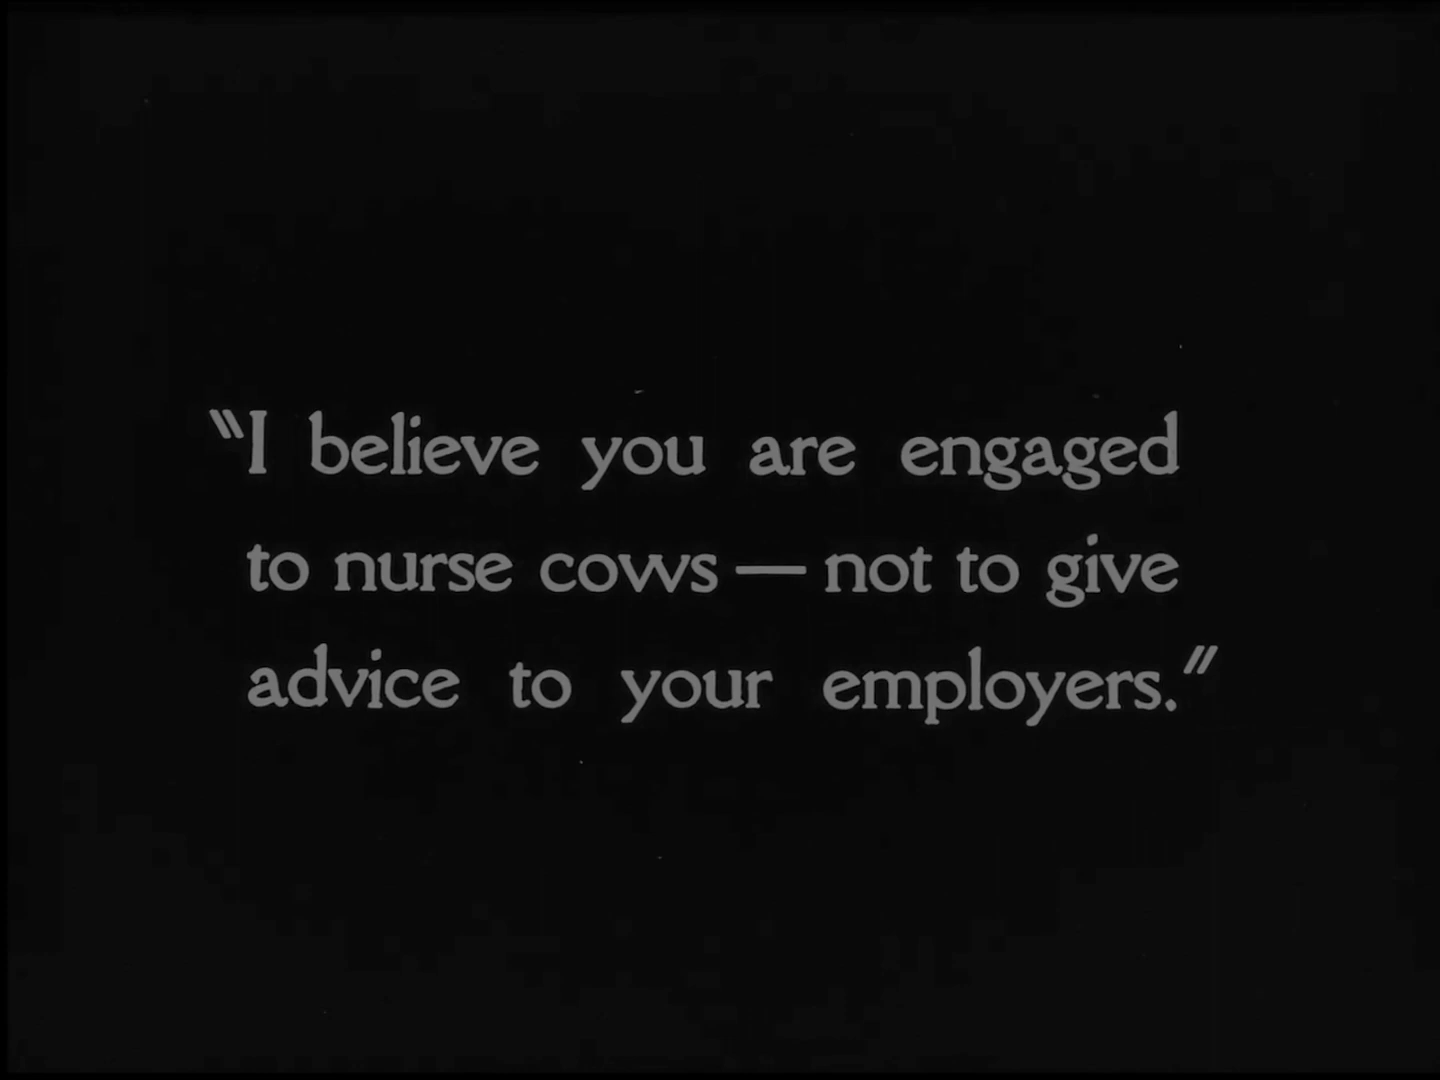 "I believe you are engaged
to nurse cows — not to give
advice to your employers."